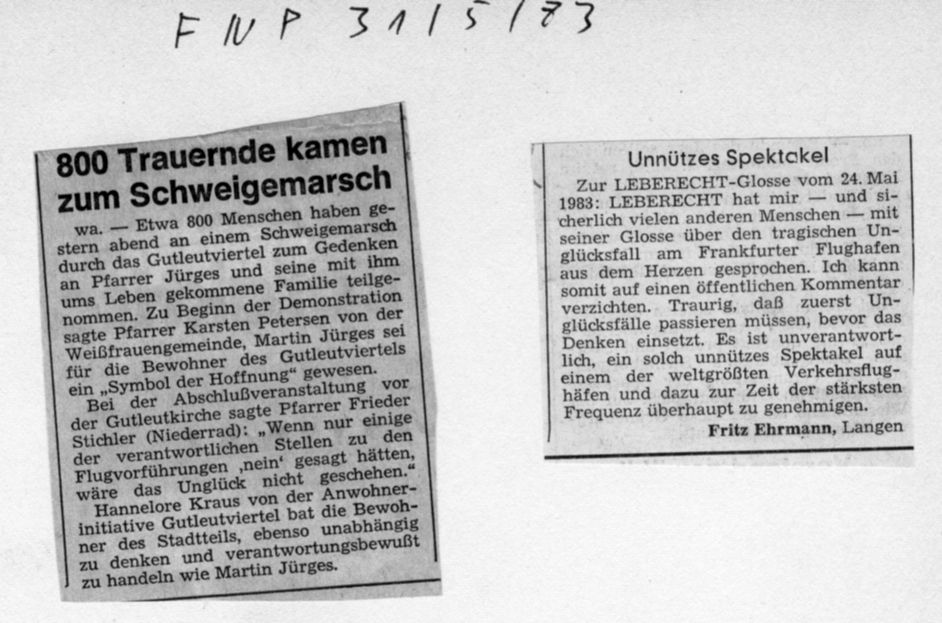 FNP 31/5/83
800 Trauernde kamen
zum Schweigemarsch
wa. — Etwa 800 Menschen haben ge-
stern abend an einem Schweigemarsch
durch das Gutleutviertel zum Gedenken
an Pfarrer Jürges und seine mit ihm
ums Leben gekommene Familie teilge-
nommen. Zu Beginn der Demonstration
sagte Pfarrer Karsten Petersen von der
Weißfrauengemeinde, Martin Jürges sei
für die Bewohner des Gutleutviertels
ein „Symbol der Hoffnung“ gewesen.
Bei der Abschlußveranstaltung vor
der Gutleutkirche sagte Pfarrer Frieder
Stichler (Niederrad): „Wenn nur einige
der verantwortlichen Stellen zu den
Flugvorführungen ‚nein‘ gesagt hätten,
wäre das Unglück nicht geschehen.“
Hannelore Kraus von der Anwohner-
initiative Gutleutviertel bat die Bewoh-
ner des Stadtteils, ebenso unabhängig
zu denken und verantwortungsbewußt
zu handeln wie Martin Jürges.
Unnützes Spektakel
Zur LEBERECHT-Glosse vom 24. Mai
1983: LEBERECHT hat mir — und si-
cherlich vielen anderen Menschen — mit
seiner Glosse über den tragischen Un-
glücksfall am Frankfurter Flughafen
aus dem Herzen gesprochen. Ich kann
somit auf einen öffentlichen Kommentar
verzichten. Traurig, daß zuerst Un-
glücksfälle passieren müssen, bevor das
Denken einsetzt. Es ist unverantwort-
lich, ein solch unnützes Spektakel auf
einem der weltgrößten Verkehrsflug-
häfen und dazu zur Zeit der stärksten
Frequenz überhaupt zu genehmigen.
Fritz Ehrmann, Langen